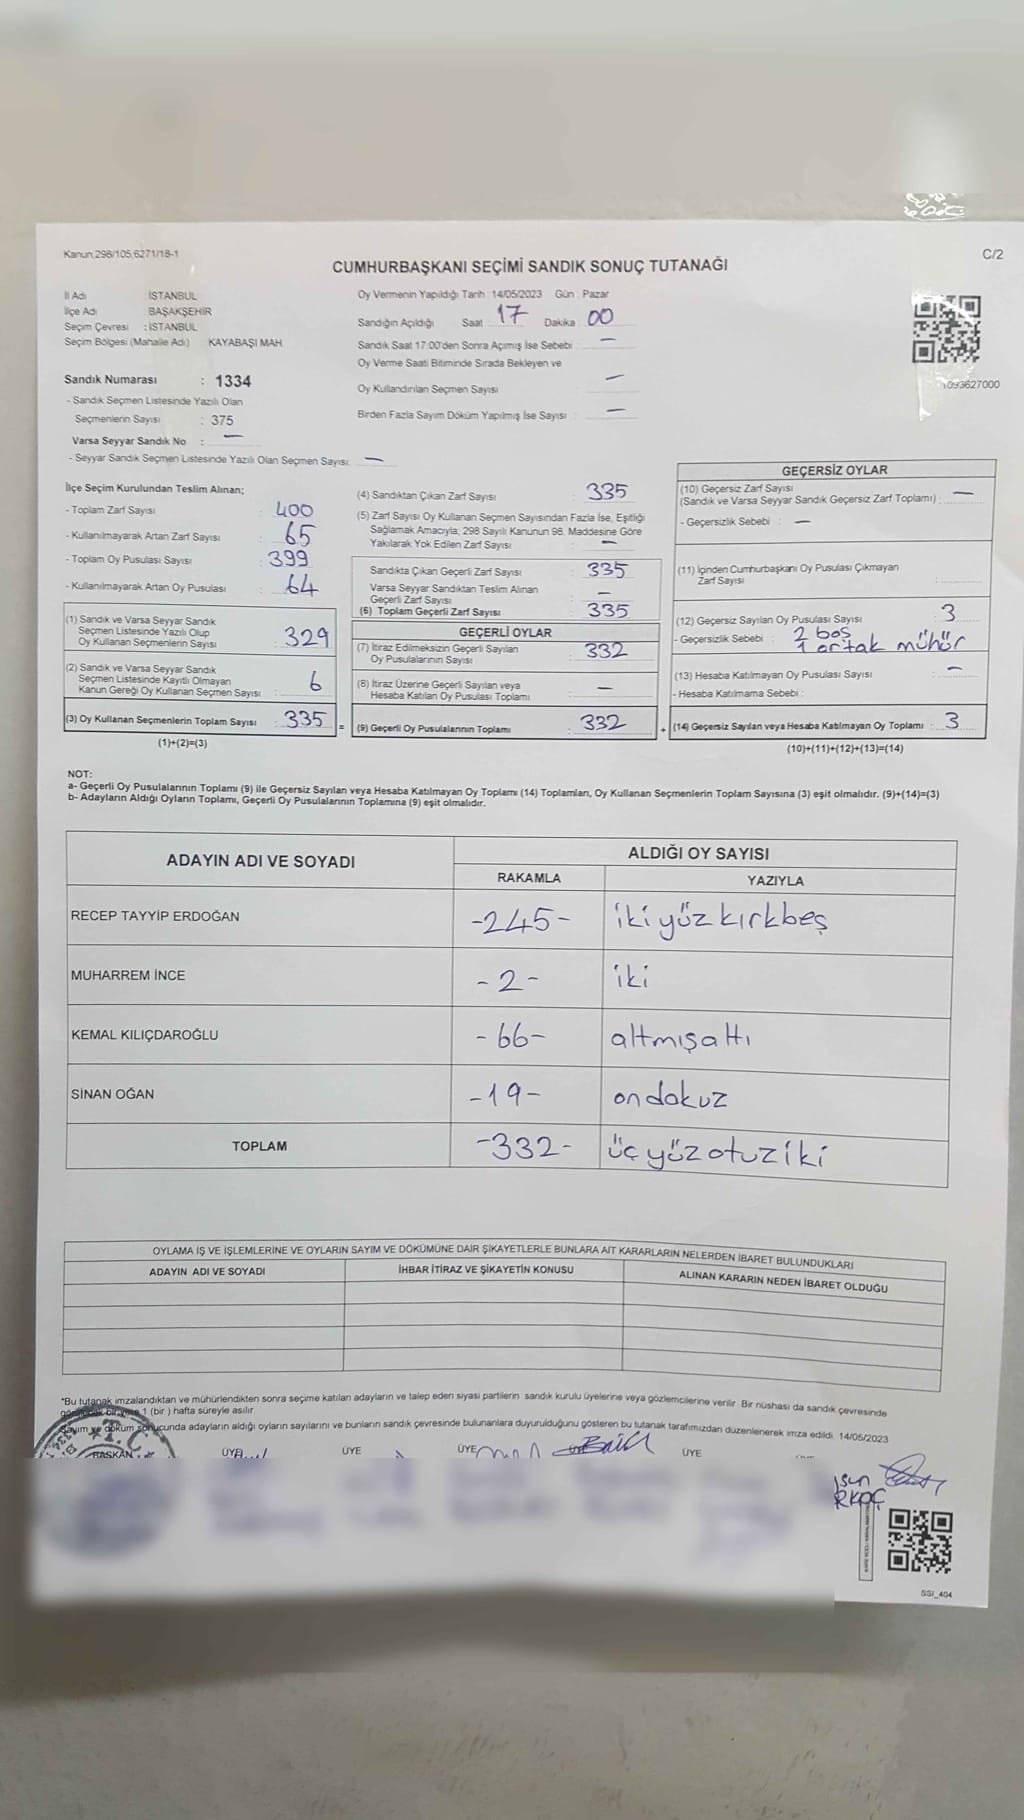 Kanun:298/105,6271/18-1
C/2
CUMHURBAŞKANI SEÇİMİ SANDIK SONUÇ TUTANAĞI
İl Adı : İSTANBUL
İlçe Adı : BAŞAKŞEHİR
Seçim Çevresi : İSTANBUL
Seçim Bölgesi (Mahalle Adı) : KAYABAŞI MAH.
Sandık Numarası : 1334
- Sandık Seçmen Listesinde Yazılı Olan
Seçmenlerin Sayısı : 375
Varsa Seyyar Sandık No : —
- Seyyar Sandık Seçmen Listesinde Yazılı Olan Seçmen Sayısı: —
Oy Vermenin Yapıldığı Tarih : 14/05/2023 Gün : Pazar
Sandığın Açıldığı Saat 17 Dakika 00
Sandık Saat 17:00'den Sonra Açımış İse Sebebi : —
Oy Verme Saati Bitiminde Sırada Bekleyen ve
Oy Kullandırılan Seçmen Sayısı : —
Birden Fazla Sayım Döküm Yapılmış İse Sayısı : —
1093627000
İlçe Seçim Kurulundan Teslim Alınan;
- Toplam Zarf Sayısı : 400
- Kullanılmayarak Artan Zarf Sayısı : 65
- Toplam Oy Pusulası Sayısı : 399
- Kullanılmayarak Artan Oy Pusulası : 64
(1) Sandık ve Varsa Seyyar Sandık
Seçmen Listesinde Yazılı Olup
Oy Kullanan Seçmenlerin Sayısı : 329
(2) Sandık ve Varsa Seyyar Sandık
Seçmen Listesinde Kayıtlı Olmayan
Kanun Gereği Oy Kullanan Seçmen Sayısı : 6
(3) Oy Kullanan Seçmenlerin Toplam Sayısı : 335 =
(1)+(2)=(3)
(4) Sandıktan Çıkan Zarf Sayısı : 335
(5) Zarf Sayısı Oy Kullanan Seçmen Sayısından Fazla İse, Eşitliği
Sağlamak Amacıyla; 298 Sayılı Kanunun 98. Maddesine Göre
Yakılarak Yok Edilen Zarf Sayısı : —
Sandıkta Çıkan Geçerli Zarf Sayısı : 335
Varsa Seyyar Sandıktan Teslim Alınan
Geçerli Zarf Sayısı : —
(6) Toplam Geçerli Zarf Sayısı : 335
GEÇERLİ OYLAR
(7) İtiraz Edilmeksizin Geçerli Sayılan
Oy Pusulalarının Sayısı : 332
(8) İtiraz Üzerine Geçerli Sayılan veya
Hesaba Katılan Oy Pusulası Toplamı : —
(9) Geçerli Oy Pusulalarının Toplamı : 332 +
GEÇERSİZ OYLAR
(10) Geçersiz Zarf Sayısı
(Sandık ve Varsa Seyyar Sandık Geçersiz Zarf Toplamı) : —
- Geçersizlik Sebebi : —
(11) İçinden Cumhurbaşkanı Oy Pusulası Çıkmayan
Zarf Sayısı :
(12) Geçersiz Sayılan Oy Pusulası Sayısı : 3
- Geçersizlik Sebebi : 2 boş
1 ortak mühür
(13) Hesaba Katılmayan Oy Pusulası Sayısı : —
- Hesaba Katılmama Sebebi :
(14) Geçersiz Sayılan veya Hesaba Katılmayan Oy Toplamı : 3
(10)+(11)+(12)+(13)=(14)
NOT:
a- Geçerli Oy Pusulalarının Toplamı (9) ile Geçersiz Sayılan veya Hesaba Katılmayan Oy Toplamı (14) Toplamları, Oy Kullanan Seçmenlerin Toplam Sayısına (3) eşit olmalıdır. (9)+(14)=(3)
b- Adayların Aldığı Oyların Toplamı, Geçerli Oy Pusulalarının Toplamına (9) eşit olmalıdır.
ADAYIN ADI VE SOYADI
ALDIĞI OY SAYISI
RAKAMLA YAZIYLA
RECEP TAYYİP ERDOĞAN -245- iki yüz kırkbeş
MUHARREM İNCE -2- iki
KEMAL KILIÇDAROĞLU -66- altmışaltı
SİNAN OĞAN -19- ondokuz
TOPLAM -332- üç yüz otuz iki
OYLAMA İŞ VE İŞLEMLERİNE VE OYLARIN SAYIM VE DÖKÜMÜNE DAİR ŞİKAYETLERLE BUNLARA AİT KARARLARIN NELERDEN İBARET BULUNDUKLARI
ADAYIN ADI VE SOYADI İHBAR İTİRAZ VE ŞİKAYETİN KONUSU ALINAN KARARIN NEDEN İBARET OLDUĞU
*Bu tutanak imzalandıktan ve mühürlendikten sonra seçime katılan adayların ve talep eden siyasi partilerin sandık kurulu üyelerine veya gözlemcilerine verilir. Bir nüshası da sandık çevresinde
1 (bir) hafta süreyle asılır.
Sayım ve döküm sonucunda adayların aldığı oyların sayılarını ve bunların sandık çevresinde bulunanlara duyurulduğunu gösteren bu tutanak tarafımızdan düzenlenerek imza edildi. 14/05/2023
T.C.
BAŞKAN ÜYE ÜYE ÜYE ÜYE
SSI_404